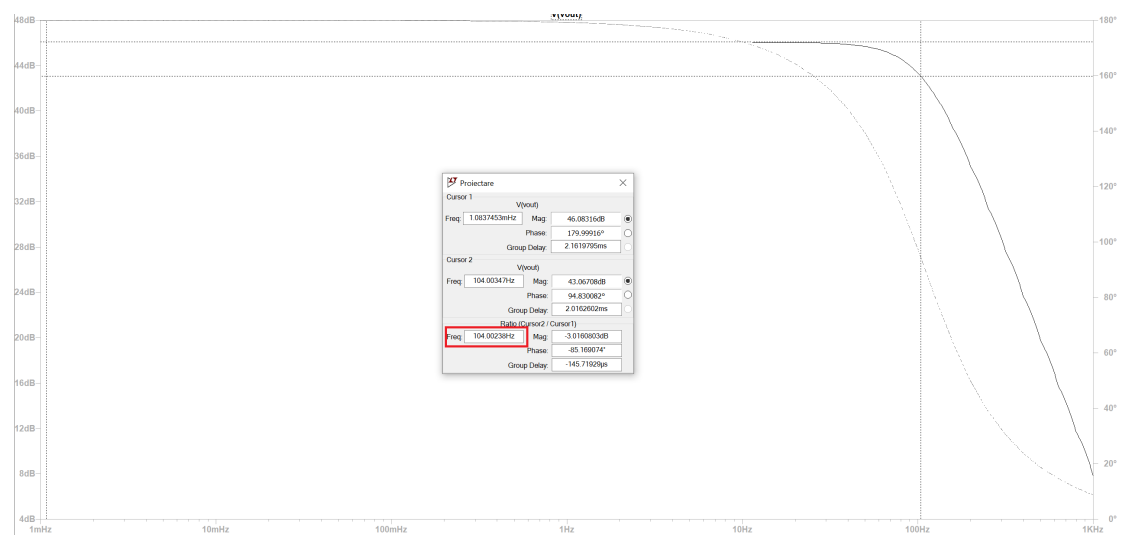 V(vout)
48dB
180°
44dB
160°
40dB
140°
36dB
Proiectare
120°
Cursor 1
V(vout)
32dB
Freq: 1.0837453mHz Mag: 46.08316dB
Phase: 179.99916°
28dB
Group Delay: 2.1619795ms
100°
Cursor 2
V(vout)
Freq: 104.00347Hz Mag: 43.06708dB
24dB
Phase: 94.830082°
80°
Group Delay: 2.0162602ms
Ratio (Cursor2 / Cursor1)
20dB
Freq: 104.00238Hz Mag: -3.0160803dB
Phase: -85.169074°
60°
Group Delay: -145.71929µs
16dB
40°
12dB
8dB
20°
4dB
0°
1mHz 10mHz 100mHz 1Hz 10Hz 100Hz 1KHz